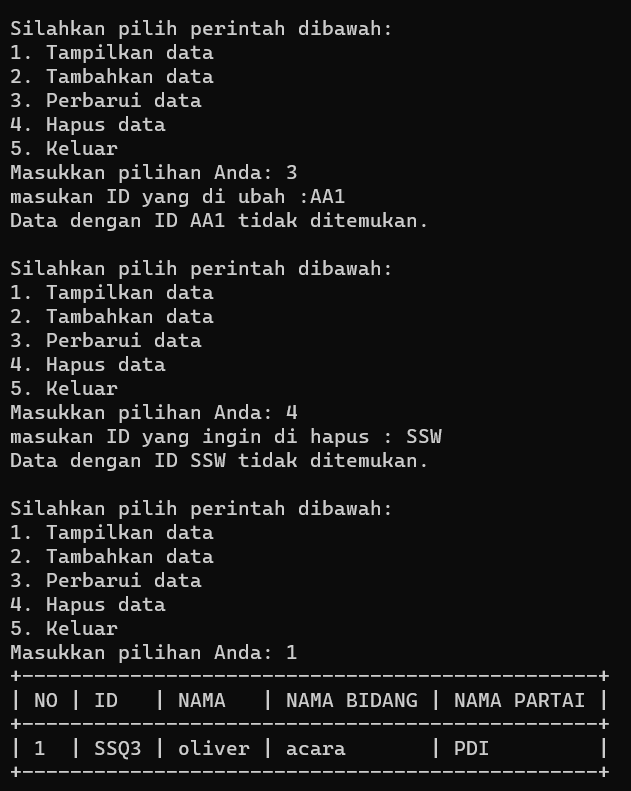 Silahkan pilih perintah dibawah:
1. Tampilkan data
2. Tambahkan data
3. Perbarui data
4. Hapus data
5. Keluar
Masukkan pilihan Anda: 3
masukan ID yang di ubah :AA1
Data dengan ID AA1 tidak ditemukan.

Silahkan pilih perintah dibawah:
1. Tampilkan data
2. Tambahkan data
3. Perbarui data
4. Hapus data
5. Keluar
Masukkan pilihan Anda: 4
masukan ID yang ingin di hapus : SSW
Data dengan ID SSW tidak ditemukan.

Silahkan pilih perintah dibawah:
1. Tampilkan data
2. Tambahkan data
3. Perbarui data
4. Hapus data
5. Keluar
Masukkan pilihan Anda: 1
+------------------------------------------------+
| NO | ID   | NAMA   | NAMA BIDANG | NAMA PARTAI |
+------------------------------------------------+
| 1  | SSQ3 | oliver | acara       | PDI         |
+------------------------------------------------+